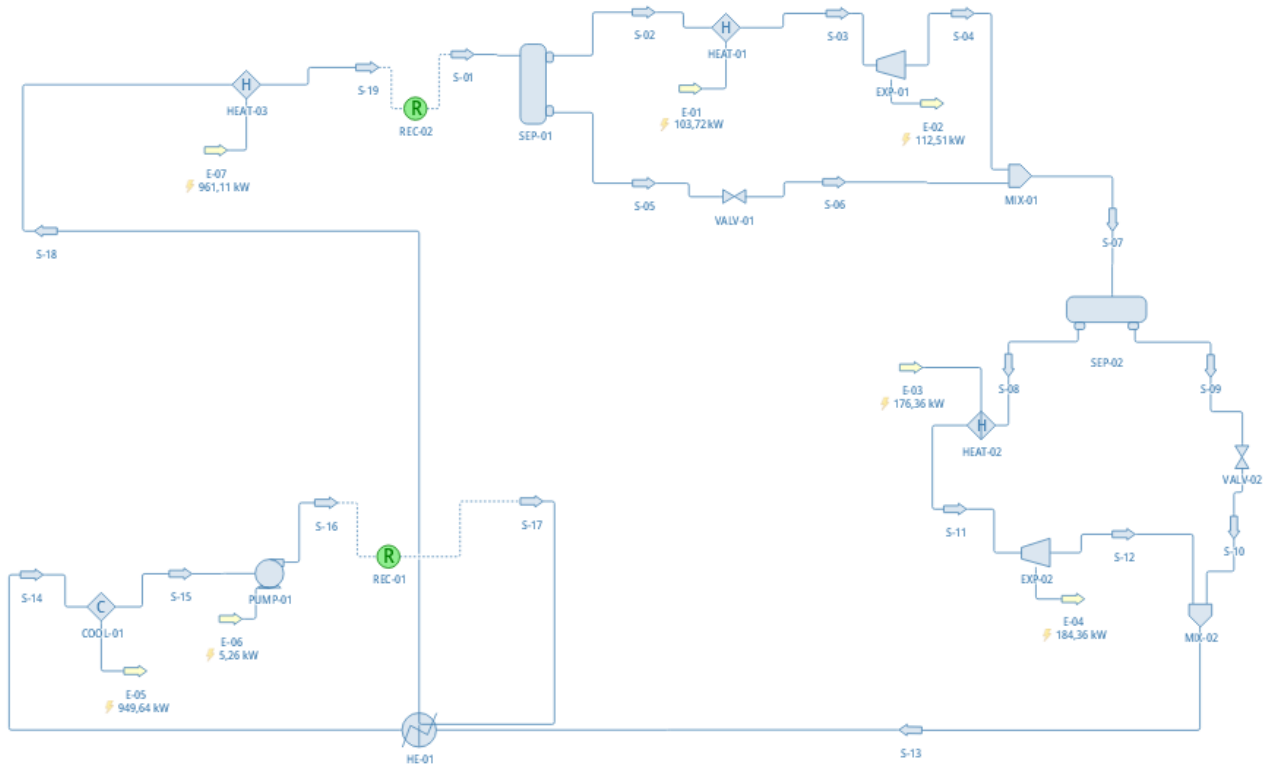 S-02
H
HEAT-01
S-03
S-04
EXP-01
E-01
103,72 kW
E-02
112,51 kW
H
HEAT-03
S-19
R
REC-02
S-01
SEP-01
E-07
961,11 kW
S-05
VALV-01
S-06
MIX-01
S-18
S-07
SEP-02
E-03
176,36 kW
S-08
S-09
H
HEAT-02
VALV-02
S-16
S-17
S-11
S-12
S-10
R
REC-01
EXP-02
S-14
S-15
PUMP-01
C
COOL-01
E-06
5,26 kW
E-04
184,36 kW
MIX-02
E-05
949,64 kW
HE-01
S-13